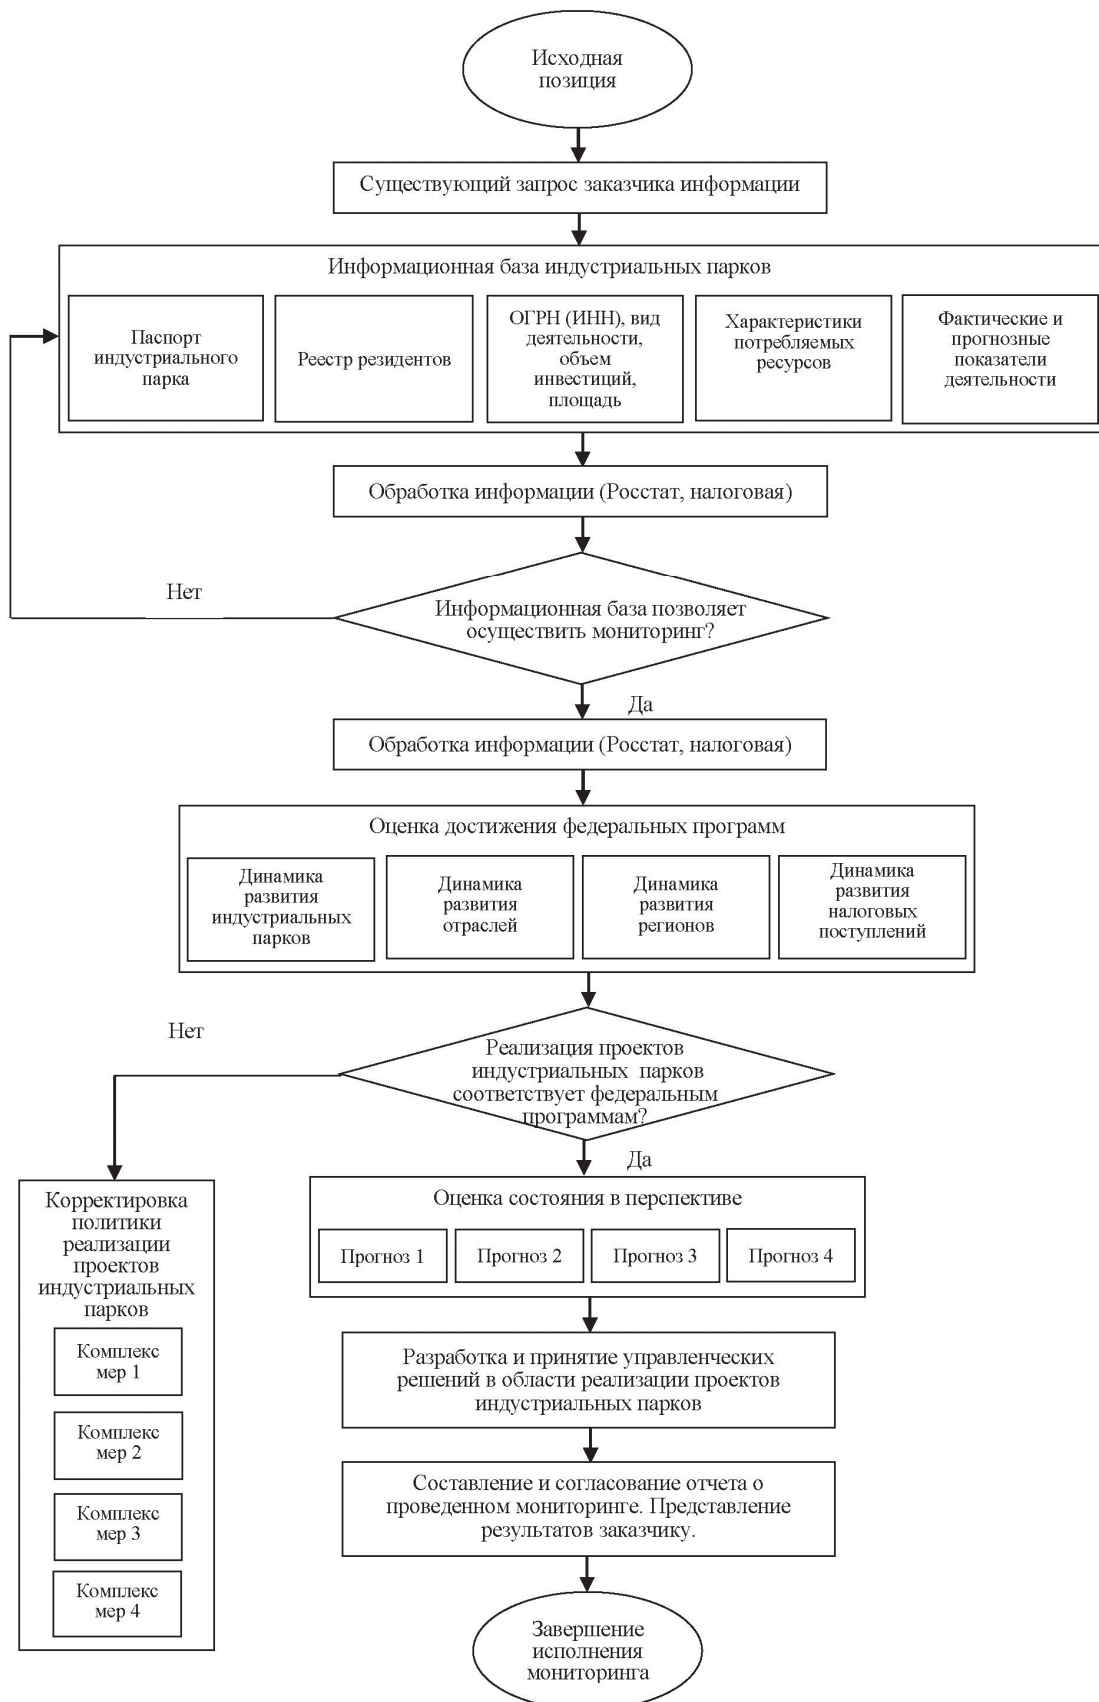 Исходная
позиция
Существующий запрос заказчика информации
Информационная база индустриальных парков
Паспорт
индустриального
парка
Реестр резидентов
ОГРН (ИНН), вид
деятельности,
объем
инвестиций,
площадь
Характеристики
потребляемых
ресурсов
Фактические и
прогнозные
показатели
деятельности
Обработка информации (Росстат, налоговая)
Нет
Информационная база позволяет
осуществить мониторинг?
Да
Обработка информации (Росстат, налоговая)
Оценка достижения федеральных программ
Динамика
развития
индустриальных
парков
Динамика
развития
отраслей
Динамика
развития
регионов
Динамика
развития
налоговых
поступлений
Нет
Реализация проектов
индустриальных парков
соответствует федеральным
программам?
Да
Корректировка
политики
реализации
проектов
индустриальных
парков
Комплекс
мер 1
Комплекс
мер 2
Комплекс
мер 3
Комплекс
мер 4
Оценка состояния в перспективе
Прогноз 1
Прогноз 2
Прогноз 3
Прогноз 4
Разработка и принятие управленческих
решений в области реализации проектов
индустриальных парков
Составление и согласование отчета о
проведенном мониторинге. Представление
результатов заказчику.
Завершение
исполнения
мониторинга